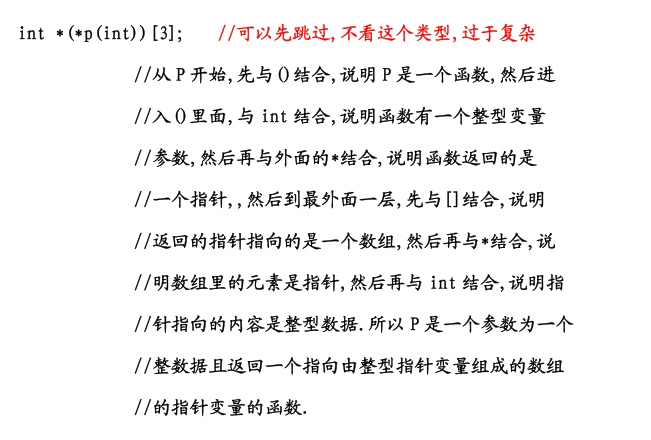 int *(*p(int))[3];   //可以先跳过,不看这个类型,过于复杂
//从P开始,先与()结合,说明P是一个函数,然后进
//入()里面,与 int 结合,说明函数有一个整型变量
//参数,然后再与外面的*结合,说明函数返回的是
//一个指针,,然后到最外面一层,先与[]结合,说明
//返回的指针指向的是一个数组,然后再与*结合,说
//明数组里的元素是指针,然后再与 int 结合,说明指
//针指向的内容是整型数据.所以P是一个参数为一个
//整数据且返回一个指向由整型指针变量组成的数组
//的指针变量的函数.